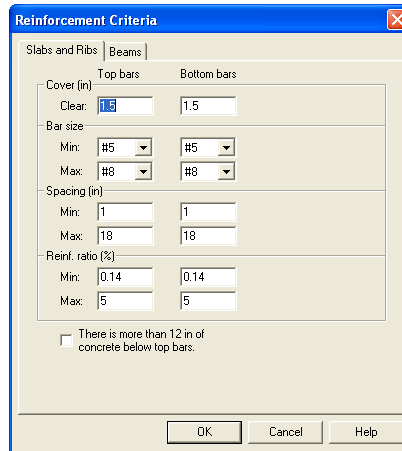 Reinforcement Criteria
Slabs and Ribs Beams
Top bars Bottom bars
Cover (in)
Clear: 1.5 1.5
Bar size
Min: #5 #5
Max: #8 #8
Spacing (in)
Min: 1 1
Max: 18 18
Reinf. ratio (%)
Min: 0.14 0.14
Max: 5 5
There is more than 12 in of
concrete below top bars.
OK Cancel Help